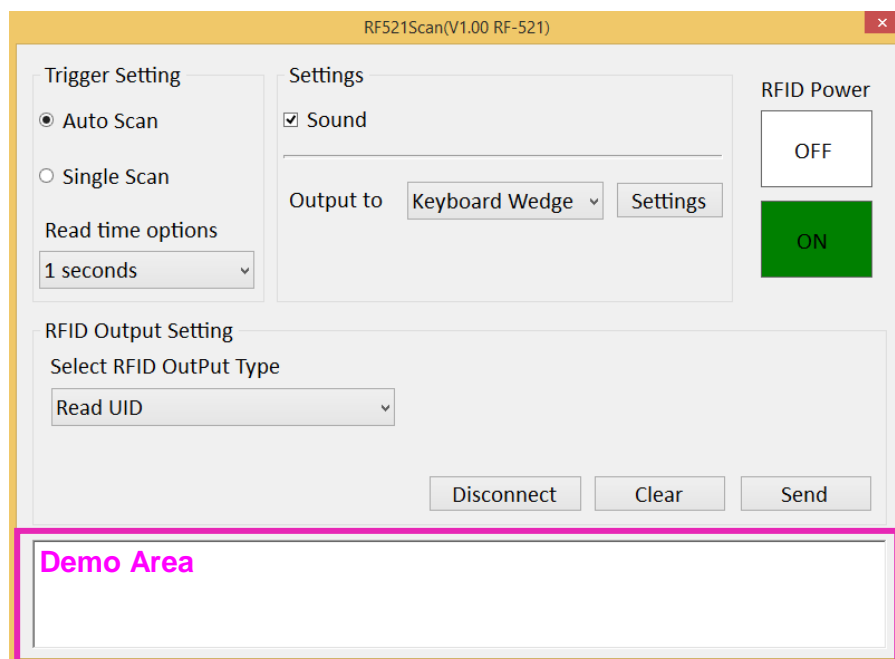 RF521Scan(V1.00 RF-521)
×
Trigger Setting
Auto Scan
Single Scan
Read time options
1 seconds
Settings
Sound
Output to
Keyboard Wedge
Settings
RFID Power
OFF
ON
RFID Output Setting
Select RFID OutPut Type
Read UID
Disconnect
Clear
Send
Demo Area